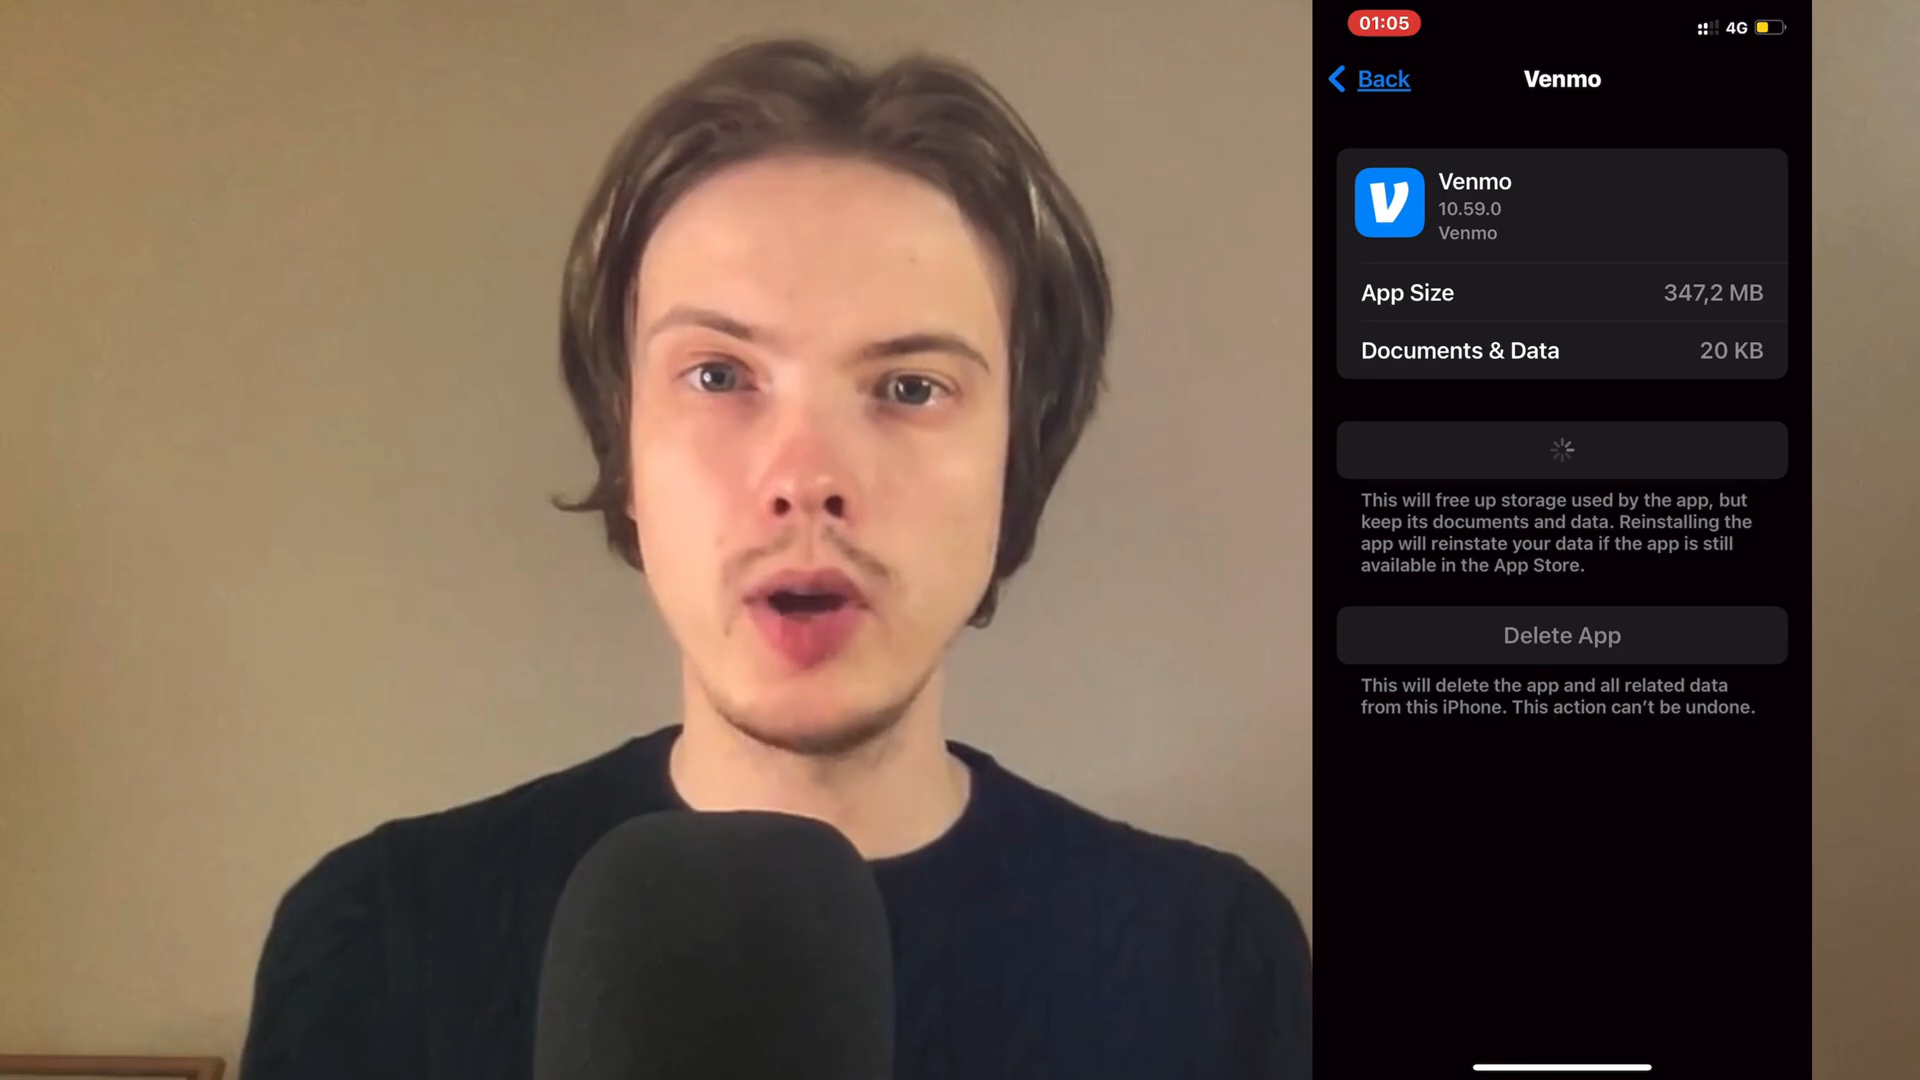 01:05
4G
Back
Venmo
Venmo
10.59.0
Venmo
App Size
347,2 MB
Documents & Data
20 KB
This will free up storage used by the app, but
keep its documents and data. Reinstalling the
app will reinstate your data if the app is still
available in the App Store.
Delete App
This will delete the app and all related data
from this iPhone. This action can’t be undone.